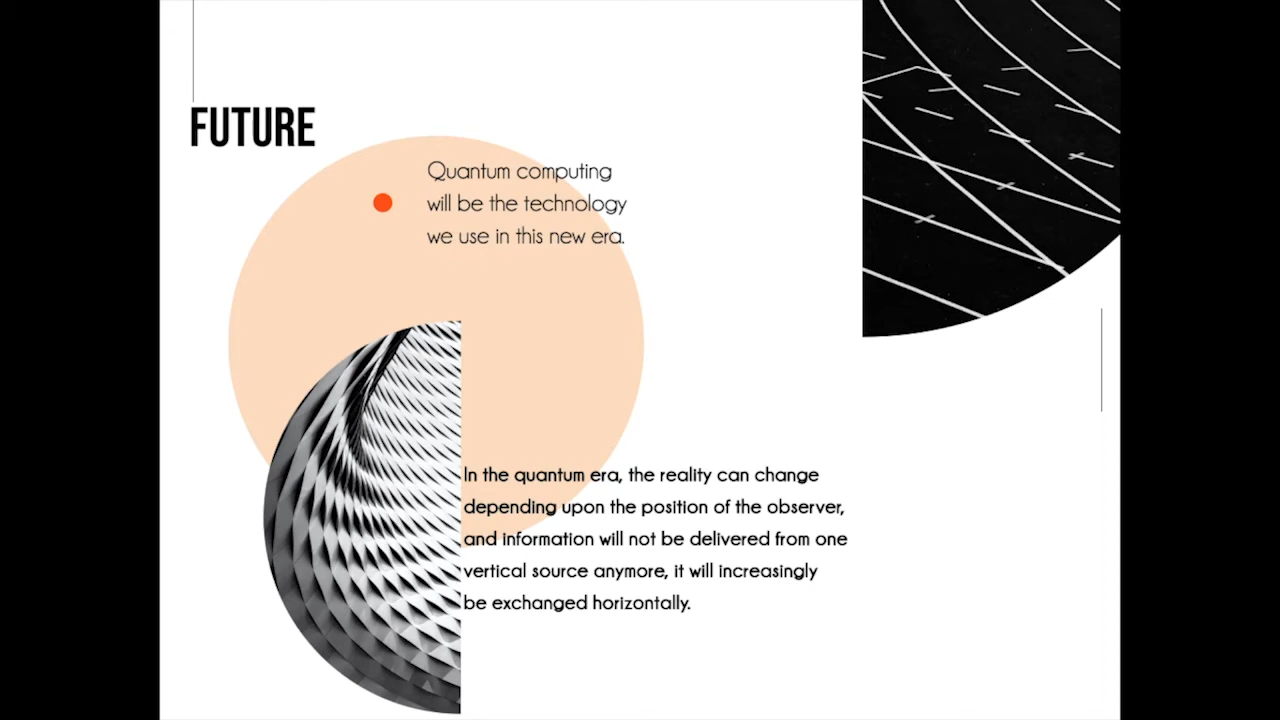 FUTURE
Quantum computing
will be the technology
we use in this new era.
In the quantum era, the reality can change
depending upon the position of the observer,
and information will not be delivered from one
vertical source anymore, it will increasingly
be exchanged horizontally.